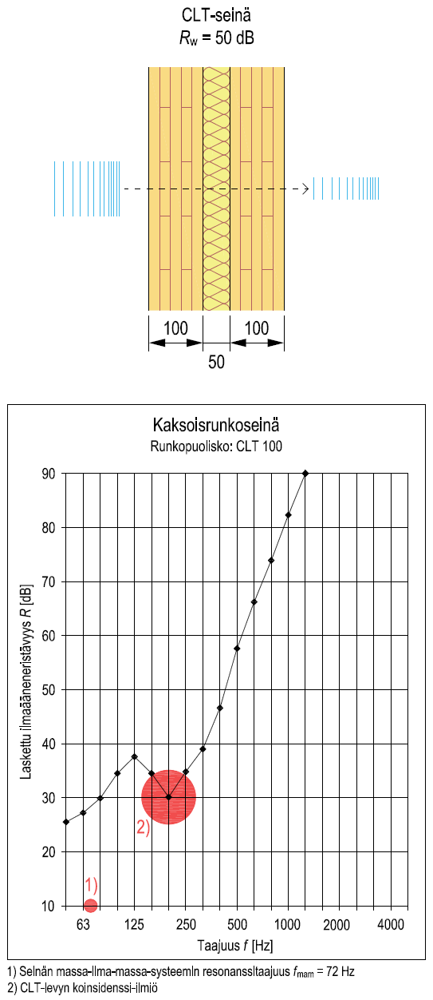 CLT-seinä
Rw = 50 dB
100
100
50
Kaksoisrunkoseinä
Runkopuolisko: CLT 100
Laskettu ilmaääneneristävyys R [dB]
90
80
70
60
50
40
30
20
10
2)
1)
63
125
250
500
1000
2000
4000
Taajuus f [Hz]
1) Seinän massa-ilma-massa-systeemin resonanssitaajuus fmam = 72 Hz
2) CLT-levyn koinsidenssi-ilmiö